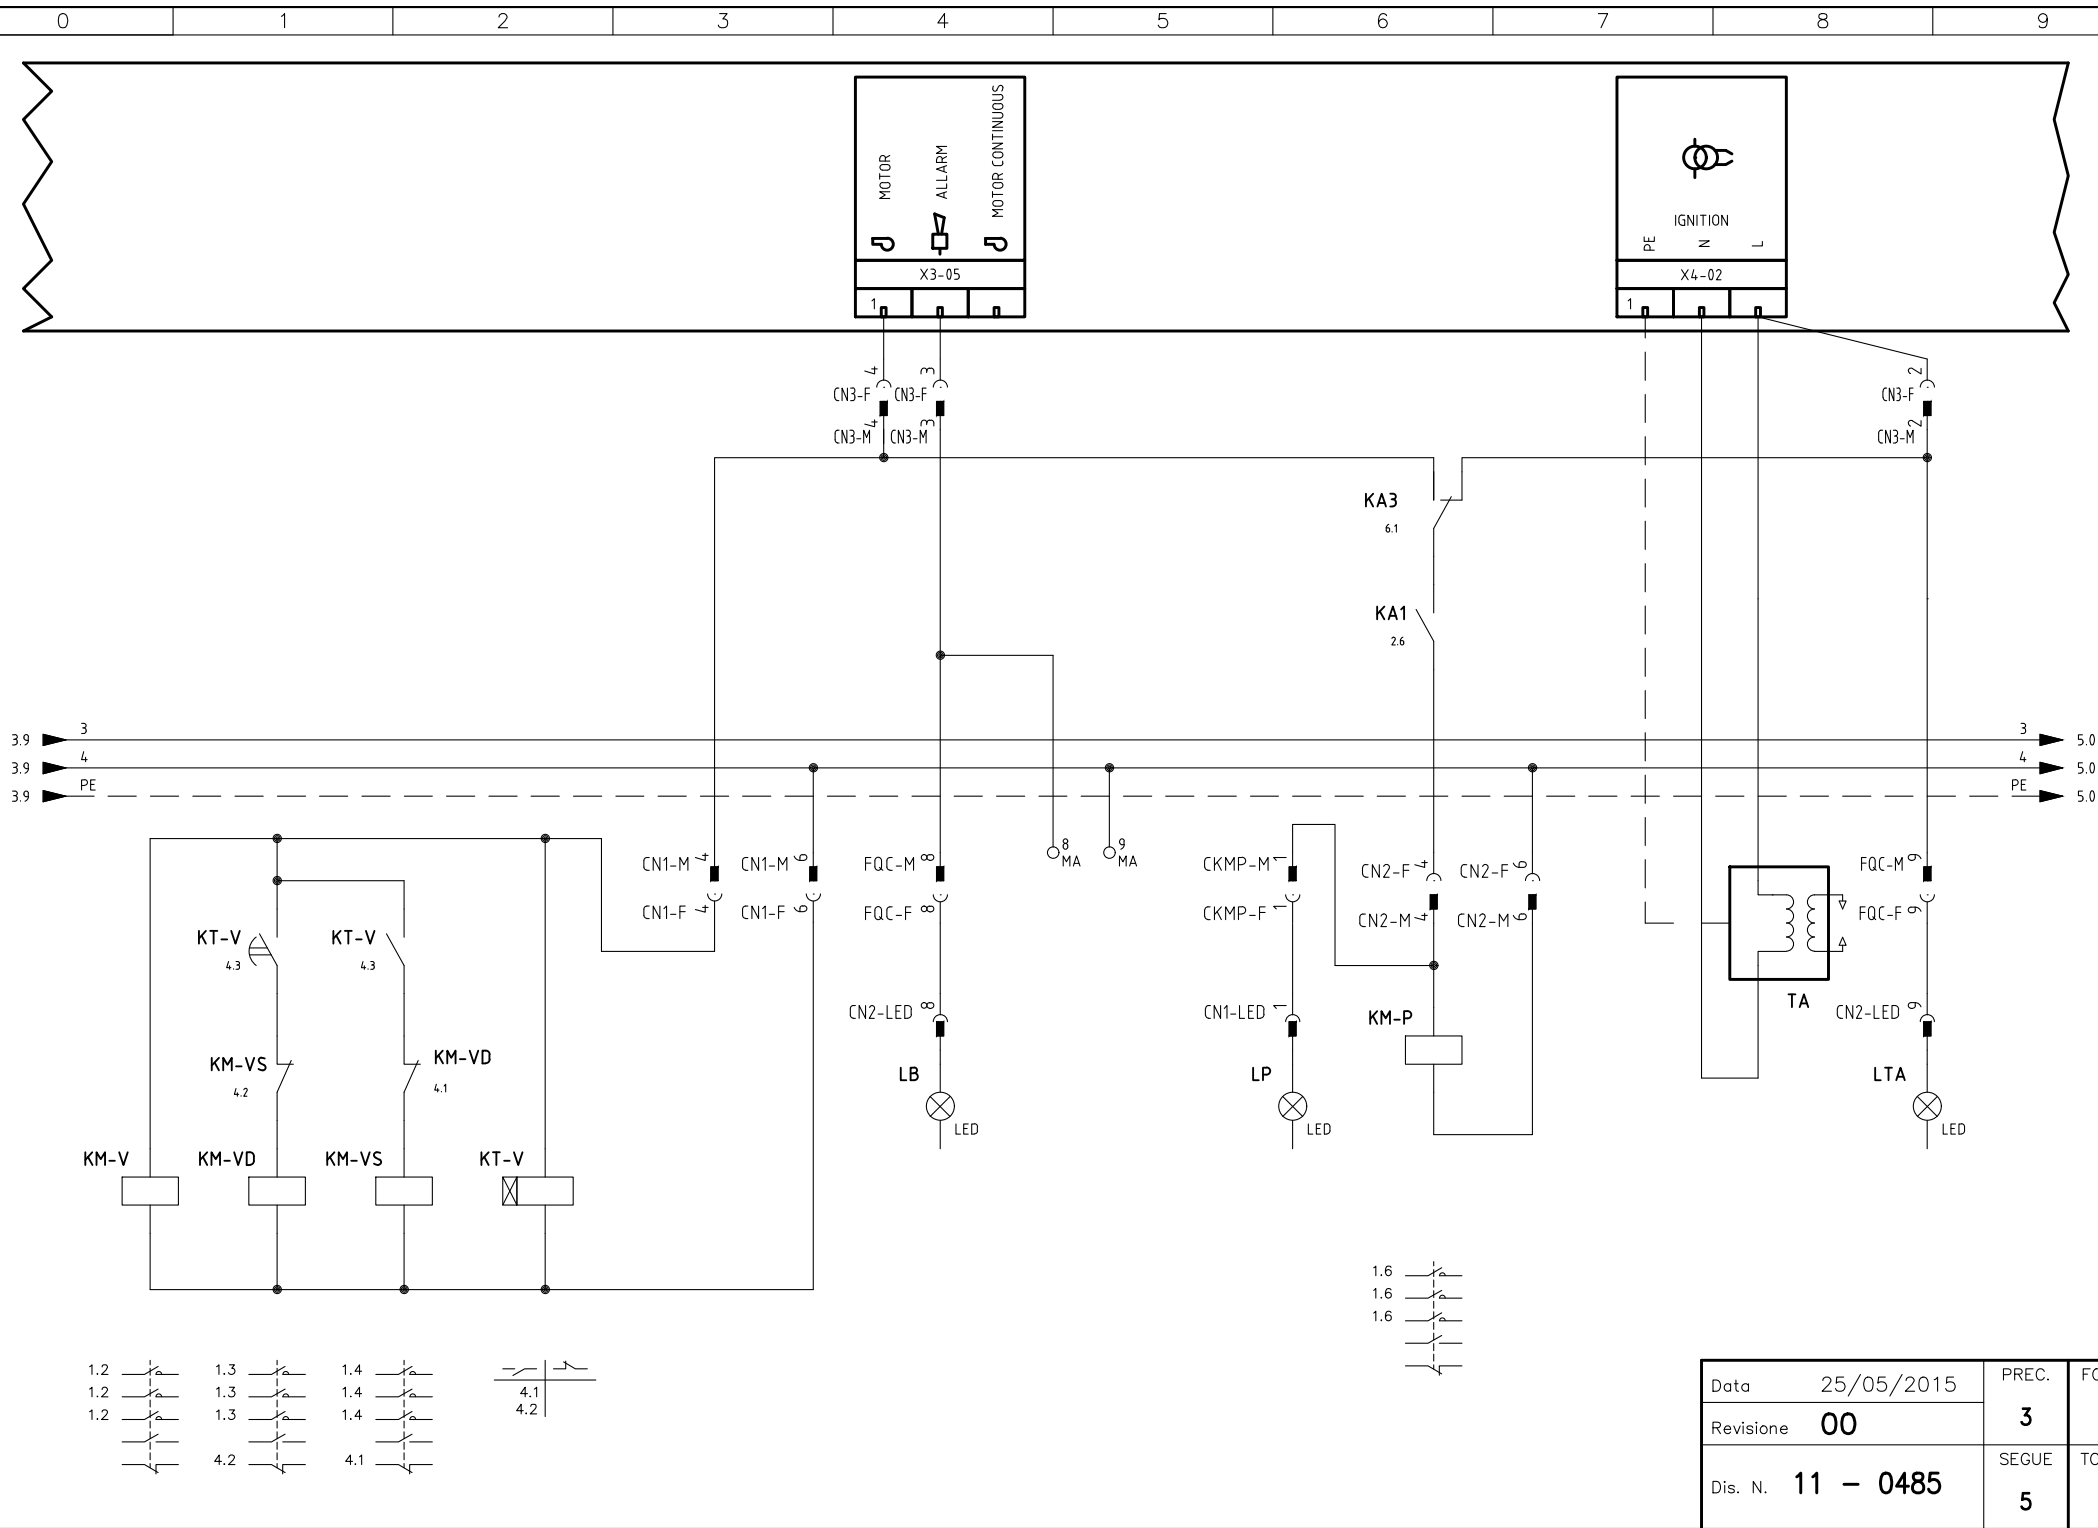 0 1 2 3 4 5 6 7 8 9
MOTOR
ALLARM
MOTOR CONTINUOUS
X3-05
1
IGNITION
PE N L
X4-02
1
4 3 2
CN3-F CN3-F CN3-F
4 3 2
CN3-M CN3-M CN3-M
KA3
6.1
KA1
2.6
3.9 3 3 5.0
3.9 4 4 5.0
3.9 PE PE 5.0
CN1-M 4 CN1-M 6 FQC-M 8 8 MA 9 MA CKMP-M 1 CN2-F 4 CN2-F 6 FQC-M 9
CN1-F 4 CN1-F 6 FQC-F 8 CKMP-F 1 CN2-M 4 CN2-M 6 FQC-F 9
KT-V KT-V
4.3 4.3
TA
CN2-LED 8 CN1-LED 1 KM-P CN2-LED 9
KM-VS KM-VD
4.2 4.1
LB LP LTA
LED LED LED
KM-V KM-VD KM-VS KT-V
1.6
1.6
1.6
1.2 1.3 1.4
1.2 1.3 1.4 4.1
1.2 1.3 1.4 4.2
4.2 4.1
Data 25/05/2015 PREC. FO
Revisione 00 3
Dis. N. 11 - 0485 SEGUE TO
5